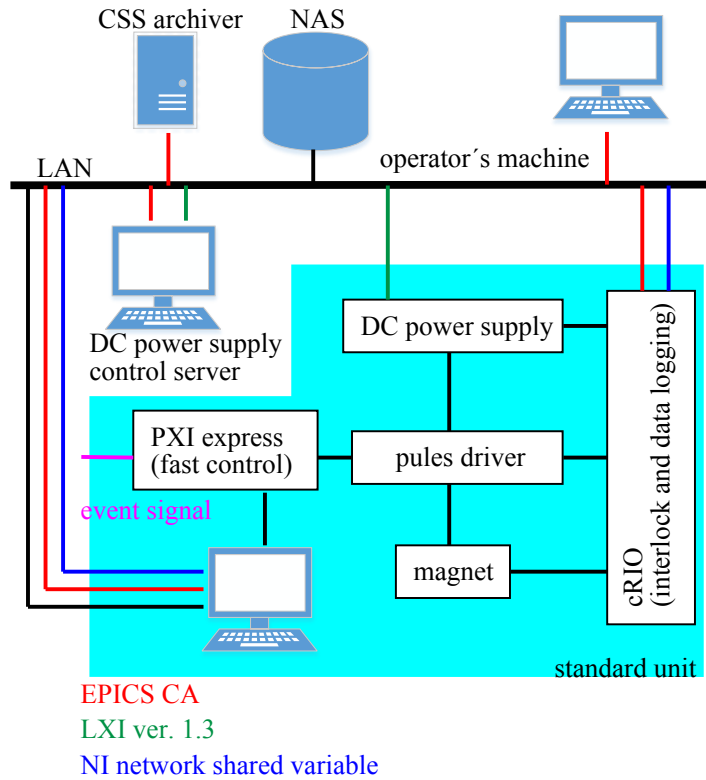 CSS archiver
NAS
LAN
operator´s machine
DC power supply
control server
DC power supply
PXI express
(fast control)
pules driver
event signal
magnet
cRIO
(interlock and data logging)
standard unit
EPICS CA
LXI ver. 1.3
NI network shared variable